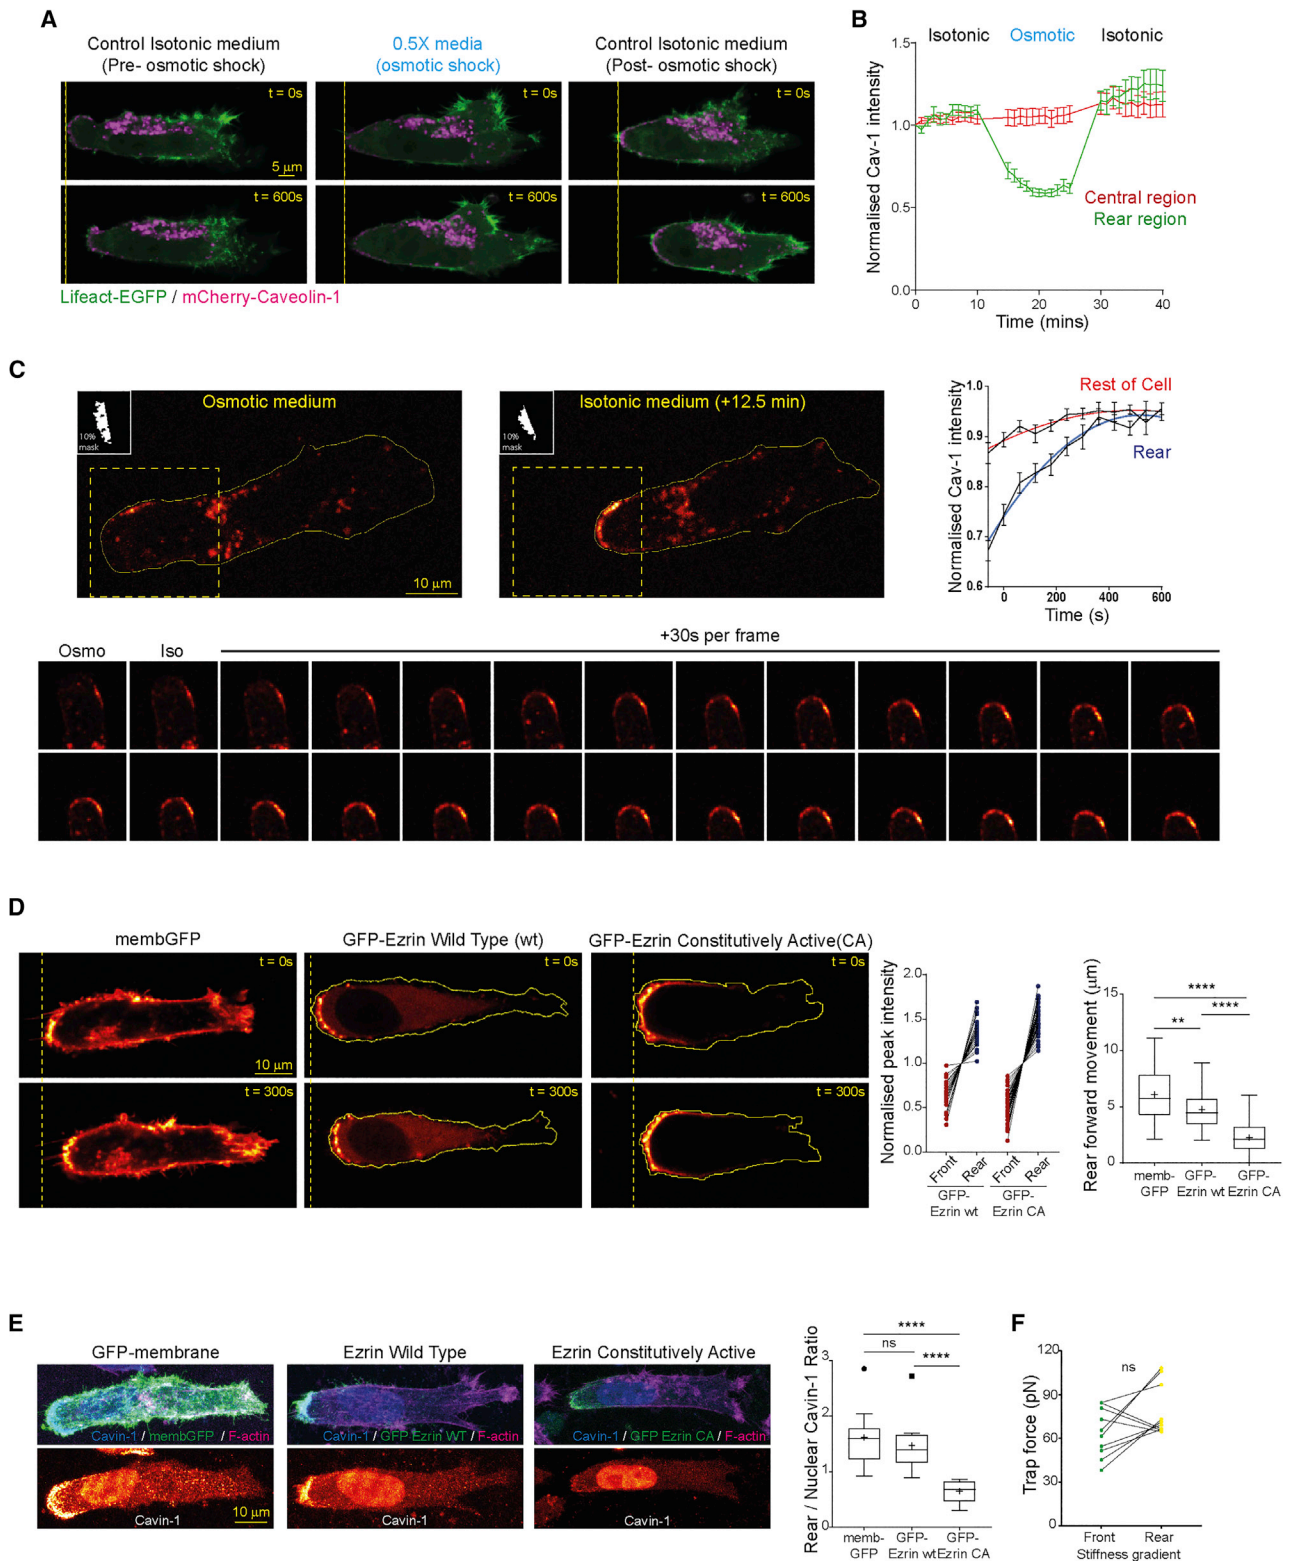 A
Control Isotonic medium
(Pre- osmotic shock)
0.5X media
(osmotic shock)
Control Isotonic medium
(Post- osmotic shock)
t = 0s
t = 0s
t = 0s
5 μm
t = 600s
t = 600s
t = 600s
Lifeact-EGFP / mCherry-Caveolin-1
B
Isotonic
Osmotic
Isotonic
Normalised Cav-1 intensity
1.5
1.0
0.5
0.0
Central region
Rear region
0
10
20
30
40
Time (mins)
C
10%
mask
Osmotic medium
10 μm
10%
mask
Isotonic medium (+12.5 min)
Normalised Cav-1 intensity
1.0
0.9
0.8
0.7
0.6
Rest of Cell
Rear
0
200
400
600
Time (s)
+30s per frame
Osmo
Iso
D
membGFP
GFP-Ezrin Wild Type (wt)
GFP-Ezrin Constitutively Active(CA)
t = 0s
t = 0s
t = 0s
10 μm
t = 300s
t = 300s
t = 300s
Normalised peak intensity
2.0
1.5
1.0
0.5
0.0
Front
Rear
Front
Rear
GFP-
Ezrin wt
GFP-
Ezrin CA
Rear forward movement (μm)
15
10
5
0
****
****
**
memb-
GFP
GFP-
Ezrin wt
GFP-
Ezrin CA
E
GFP-membrane
Ezrin Wild Type
Ezrin Constitutively Active
Cavin-1 / membGFP / F-actin
Cavin-1 / GFP Ezrin WT / F-actin
Cavin-1 / GFP Ezrin CA / F-actin
Cavin-1
10 μm
Cavin-1
Cavin-1
Rear / Nuclear Cavin-1 Ratio
3
2
1
0
****
ns
****
memb-
GFP
GFP-
Ezrin wt
GFP-
Ezrin CA
F
Trap force (pN)
120
90
60
30
0
ns
Front
Rear
Stiffness gradient